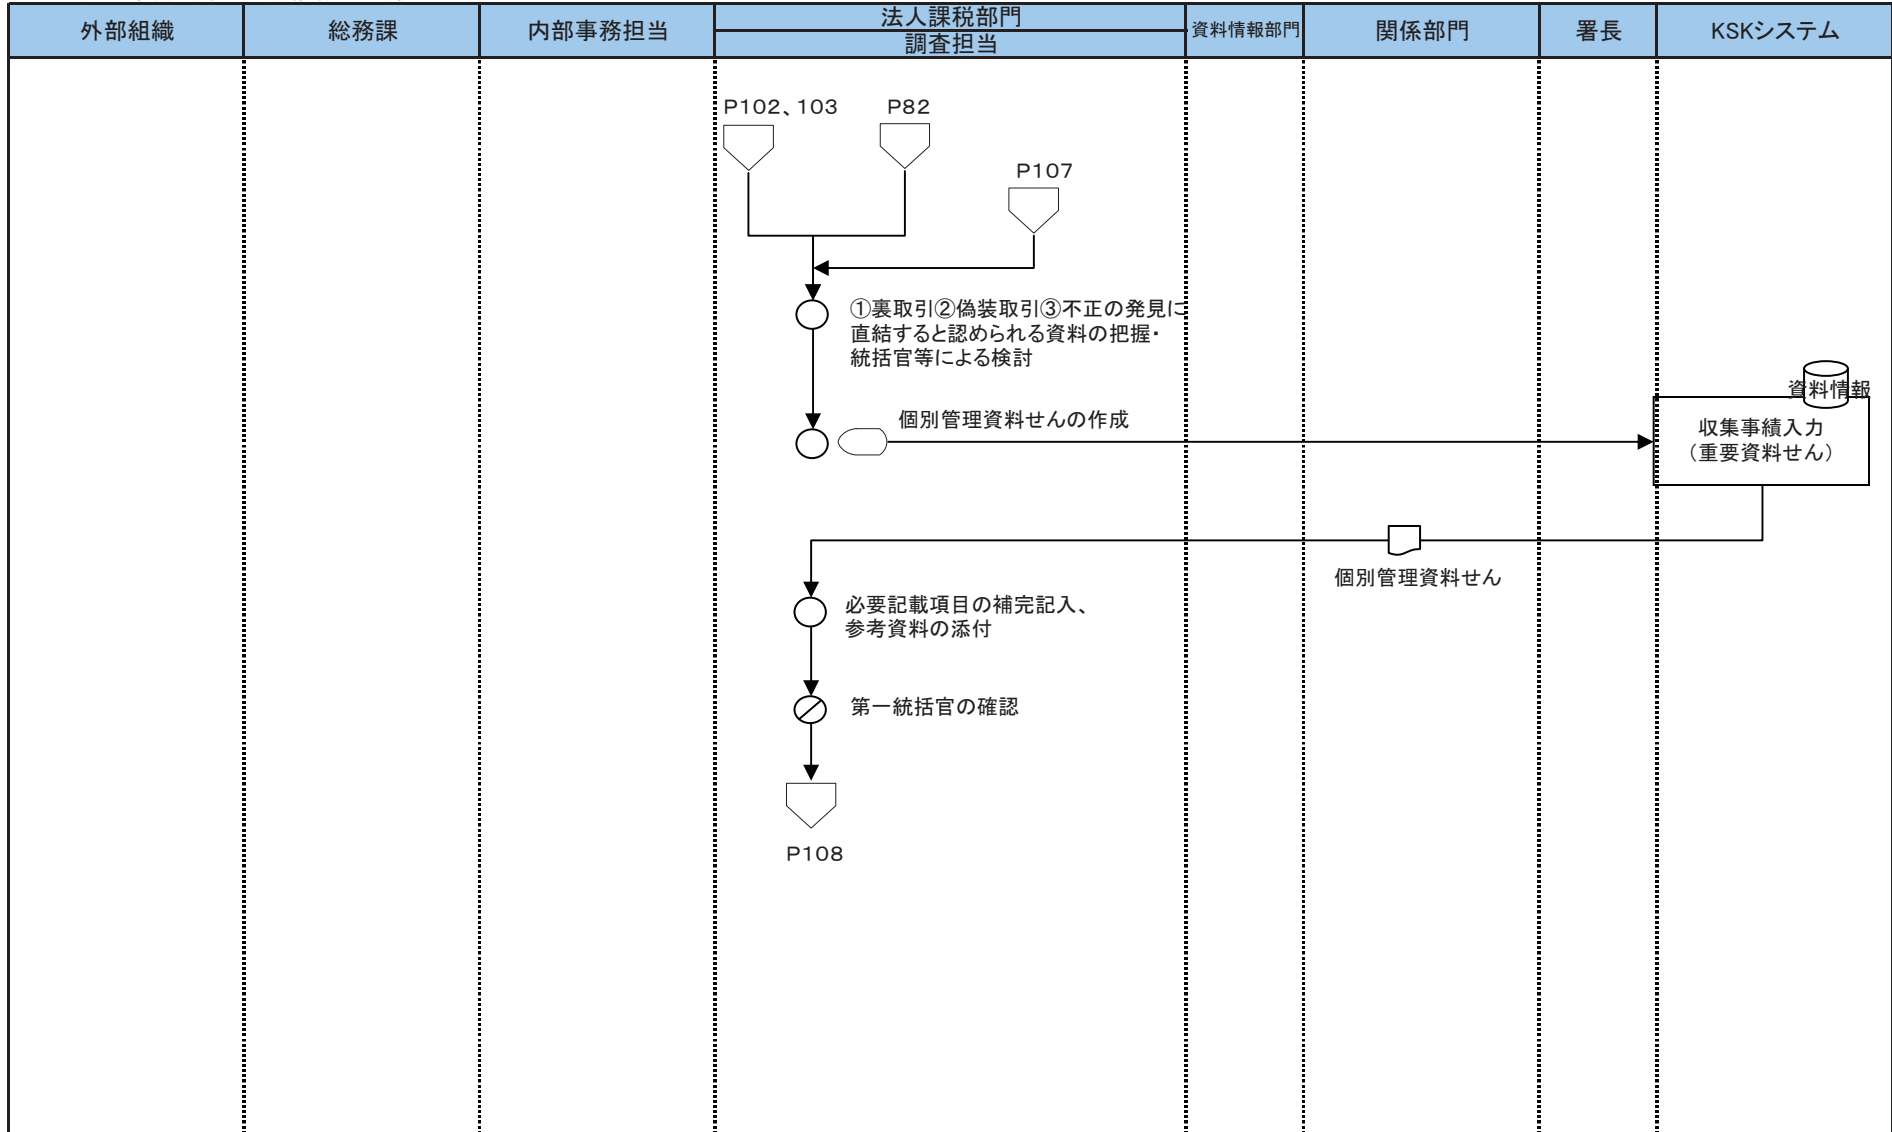 外部組織
総務課
内部事務担当
法人課税部門
調査担当
資料情報部門
関係部門
署長
KSKシステム
P102、103
P82
P107
①裏取引②偽装取引③不正の発見に
直結すると認められる資料の把握・
統括官等による検討
資料情報
個別管理資料せんの作成
収集事績入力
（重要資料せん）
個別管理資料せん
必要記載項目の補完記入、
参考資料の添付
第一統括官の確認
P108